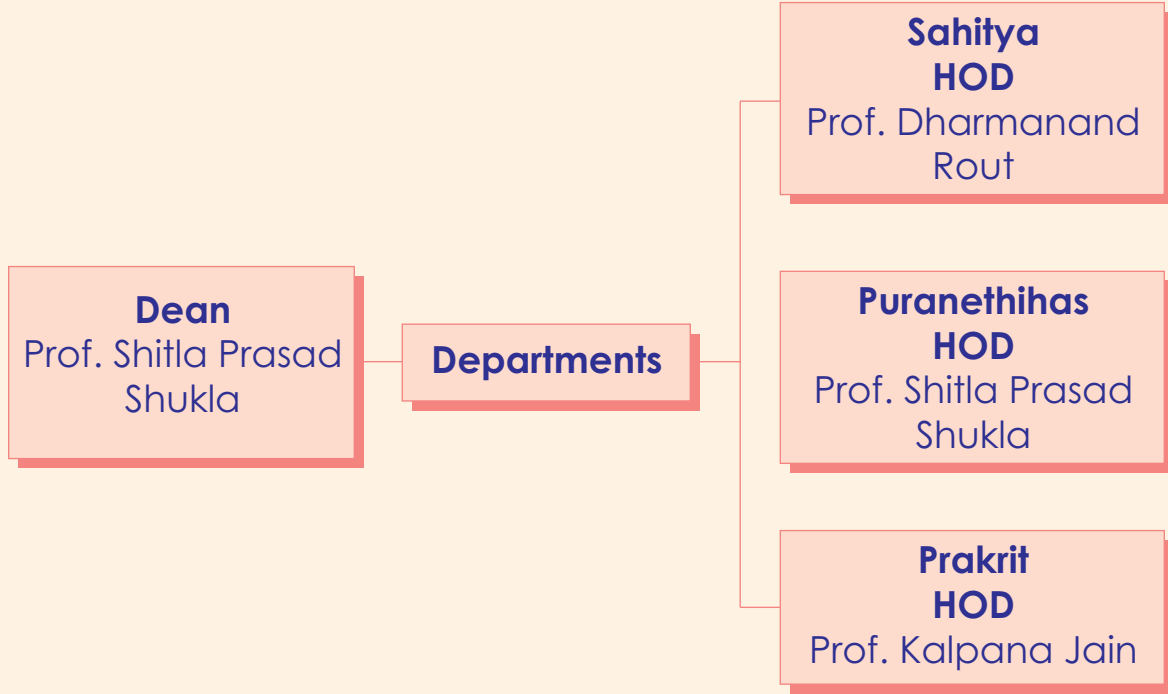 Dean
Prof. Shitla Prasad
Shukla
Departments
Sahitya
HOD
Prof. Dharmanand
Rout
Puranethihas
HOD
Prof. Shitla Prasad
Shukla
Prakrit
HOD
Prof. Kalpana Jain